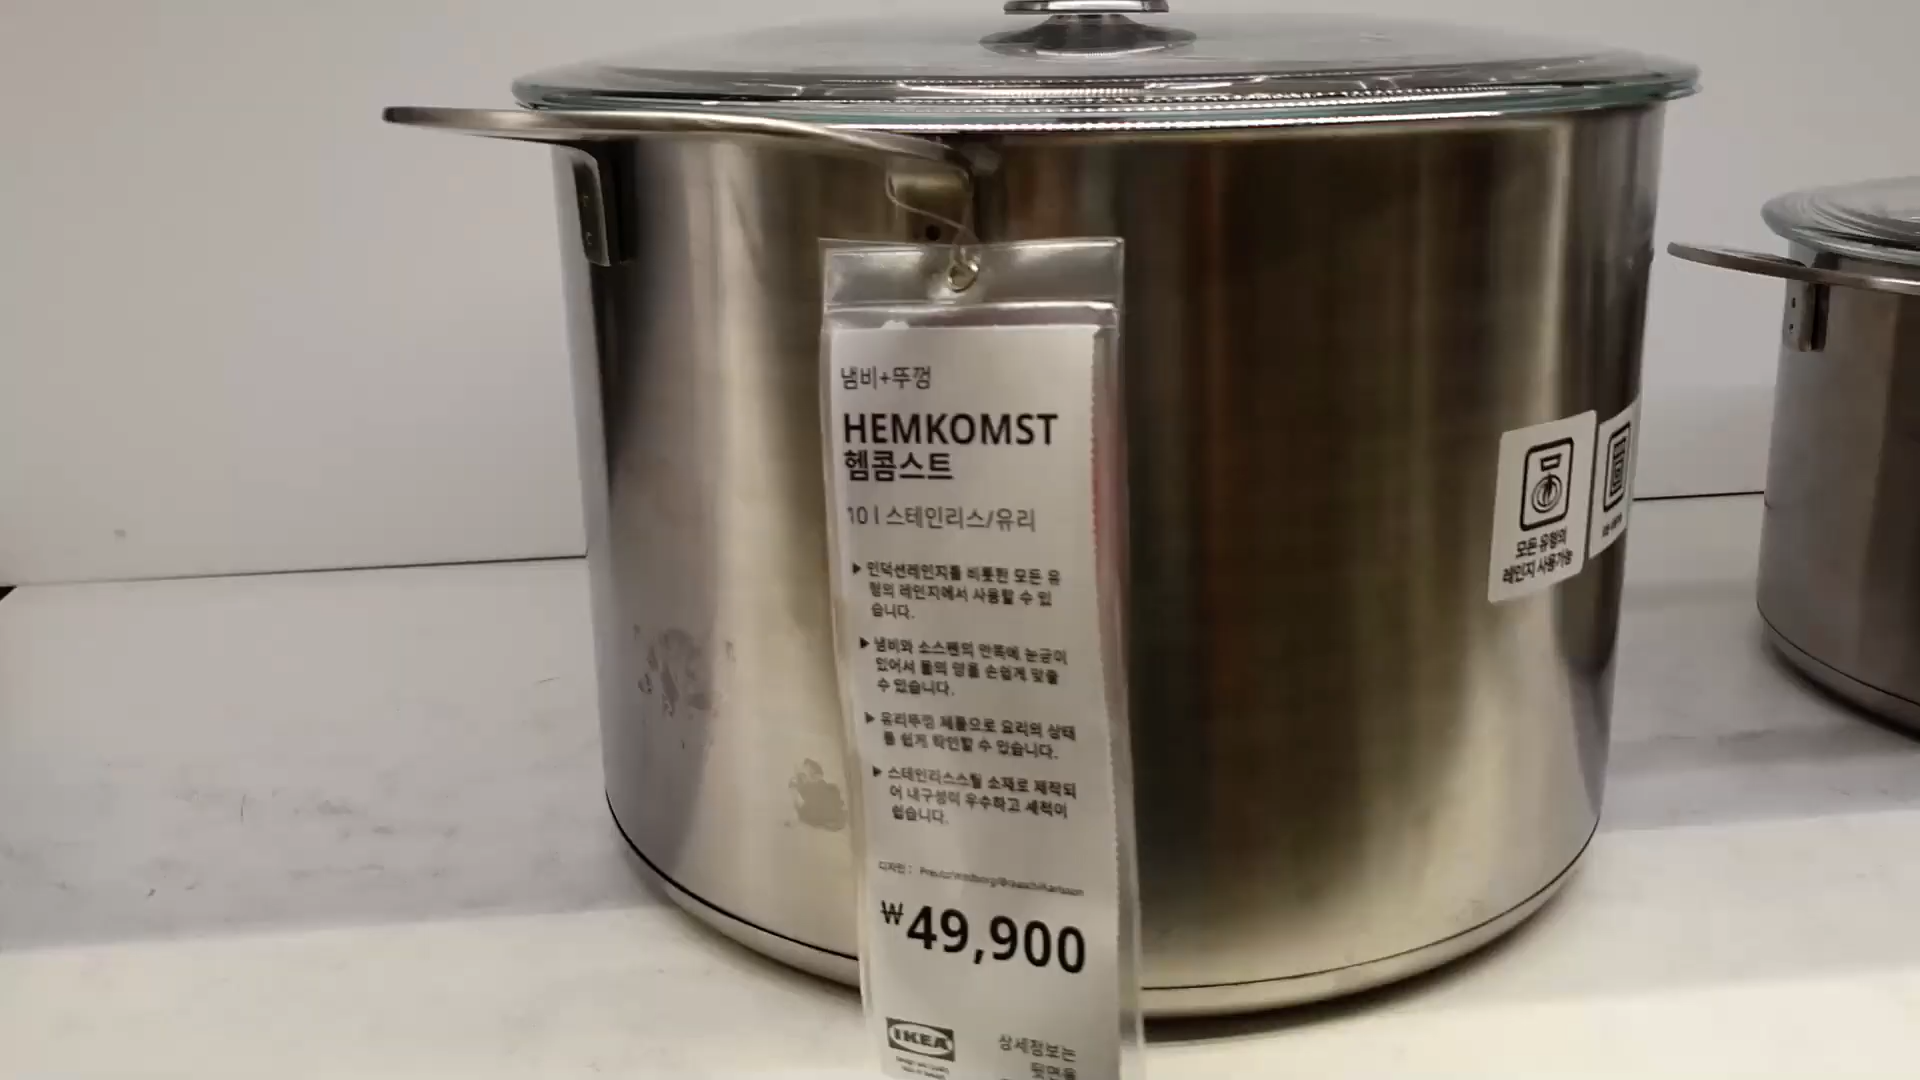 냄비+뚜껑
HEMKOMST
헴콤스트
10 l 스테인리스/유리
▶ 인덕션레인지를 비롯한 모든 유
형의 레인지에서 사용할 수 있
습니다.
▶ 냄비와 소스팬의 안쪽에 눈금이
있어서 물의 양을 손쉽게 맞출
수 있습니다.
▶ 유리뚜껑 제품으로 요리의 상태
를 쉽게 확인할 수 있습니다.
▶ 스테인리스스틸 소재로 제작되
어 내구성이 우수하고 세척이
쉽습니다.
디자인 :
₩49,900
IKEA
상세정보는
뒷면을
모든 유형의
레인지 사용가능